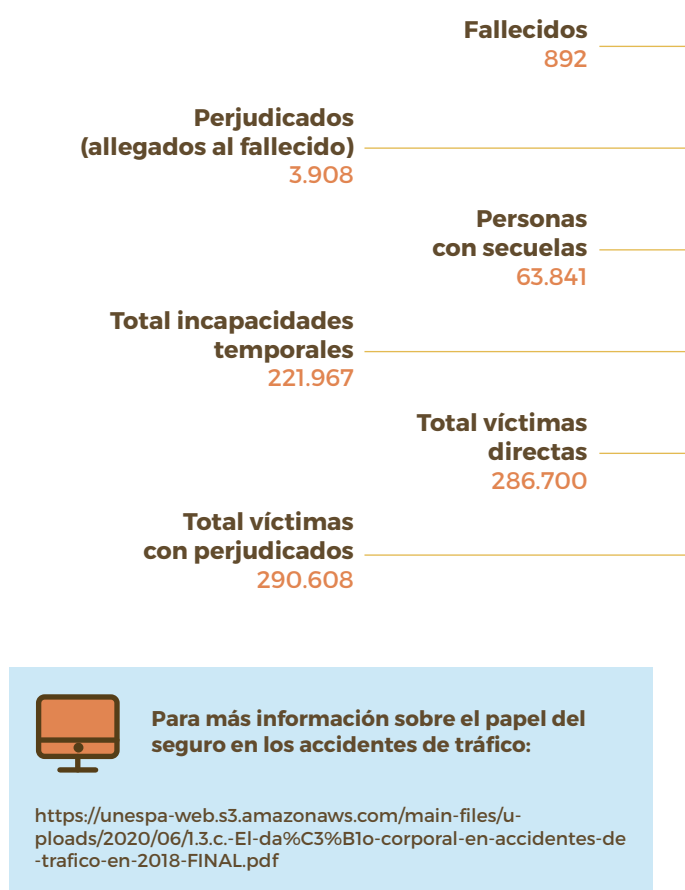 Fallecidos
892
Perjudicados
(allegados al fallecido)
3.908
Personas
con secuelas
63.841
Total incapacidades
temporales
221.967
Total víctimas
directas
286.700
Total víctimas
con perjudicados
290.608
Para más información sobre el papel del
seguro en los accidentes de tráfico:
https://unespa-web.s3.amazonaws.com/main-files/u-
ploads/2020/06/1.3.c.-El-da%C3%B1o-corporal-en-accidentes-de
-trafico-en-2018-FINAL.pdf